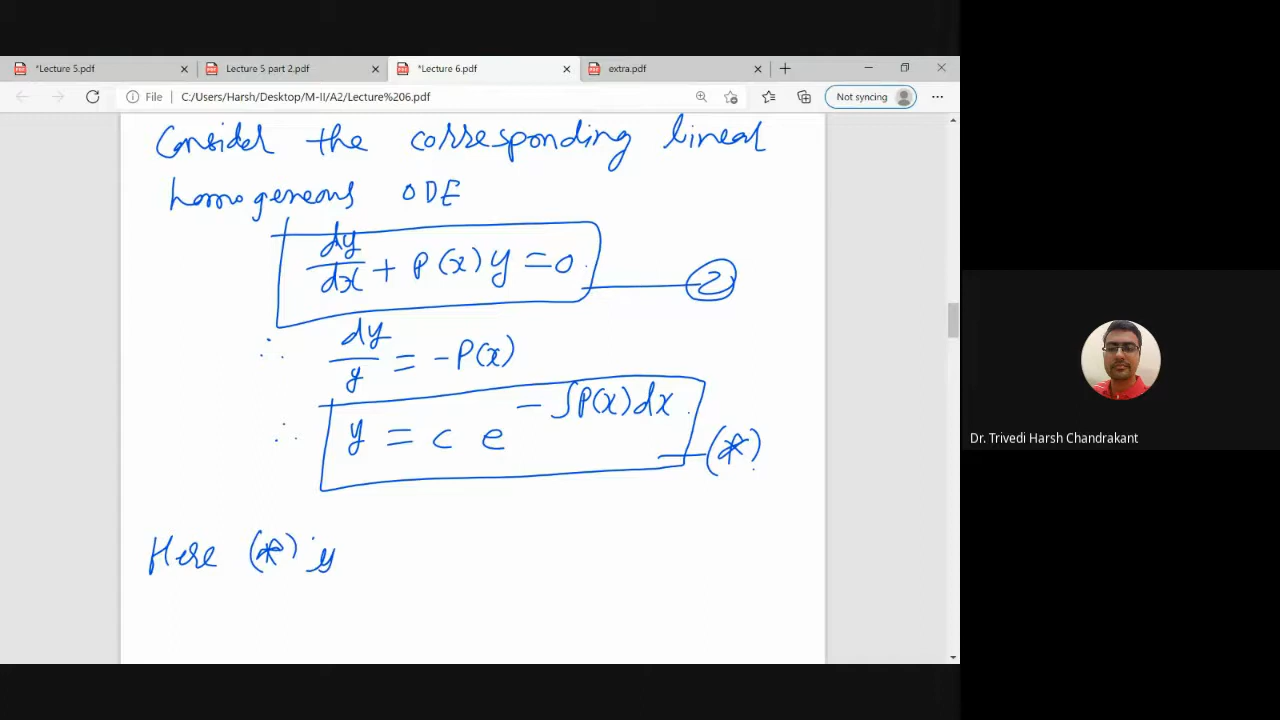 *Lecture 5.pdf
Lecture 5 part 2.pdf
*Lecture 6.pdf
extra.pdf
File
C:/Users/Harsh/Desktop/M-II/A2/Lecture%206.pdf
Not syncing
Consider the corresponding linear
homogeneous ODE
dy/dx + P(x) y = 0 ——— (2)
∴ dy/y = -P(x)
∴ y = c e^{-∫P(x)dx} —(*)
Here (*) is
Dr. Trivedi Harsh Chandrakant